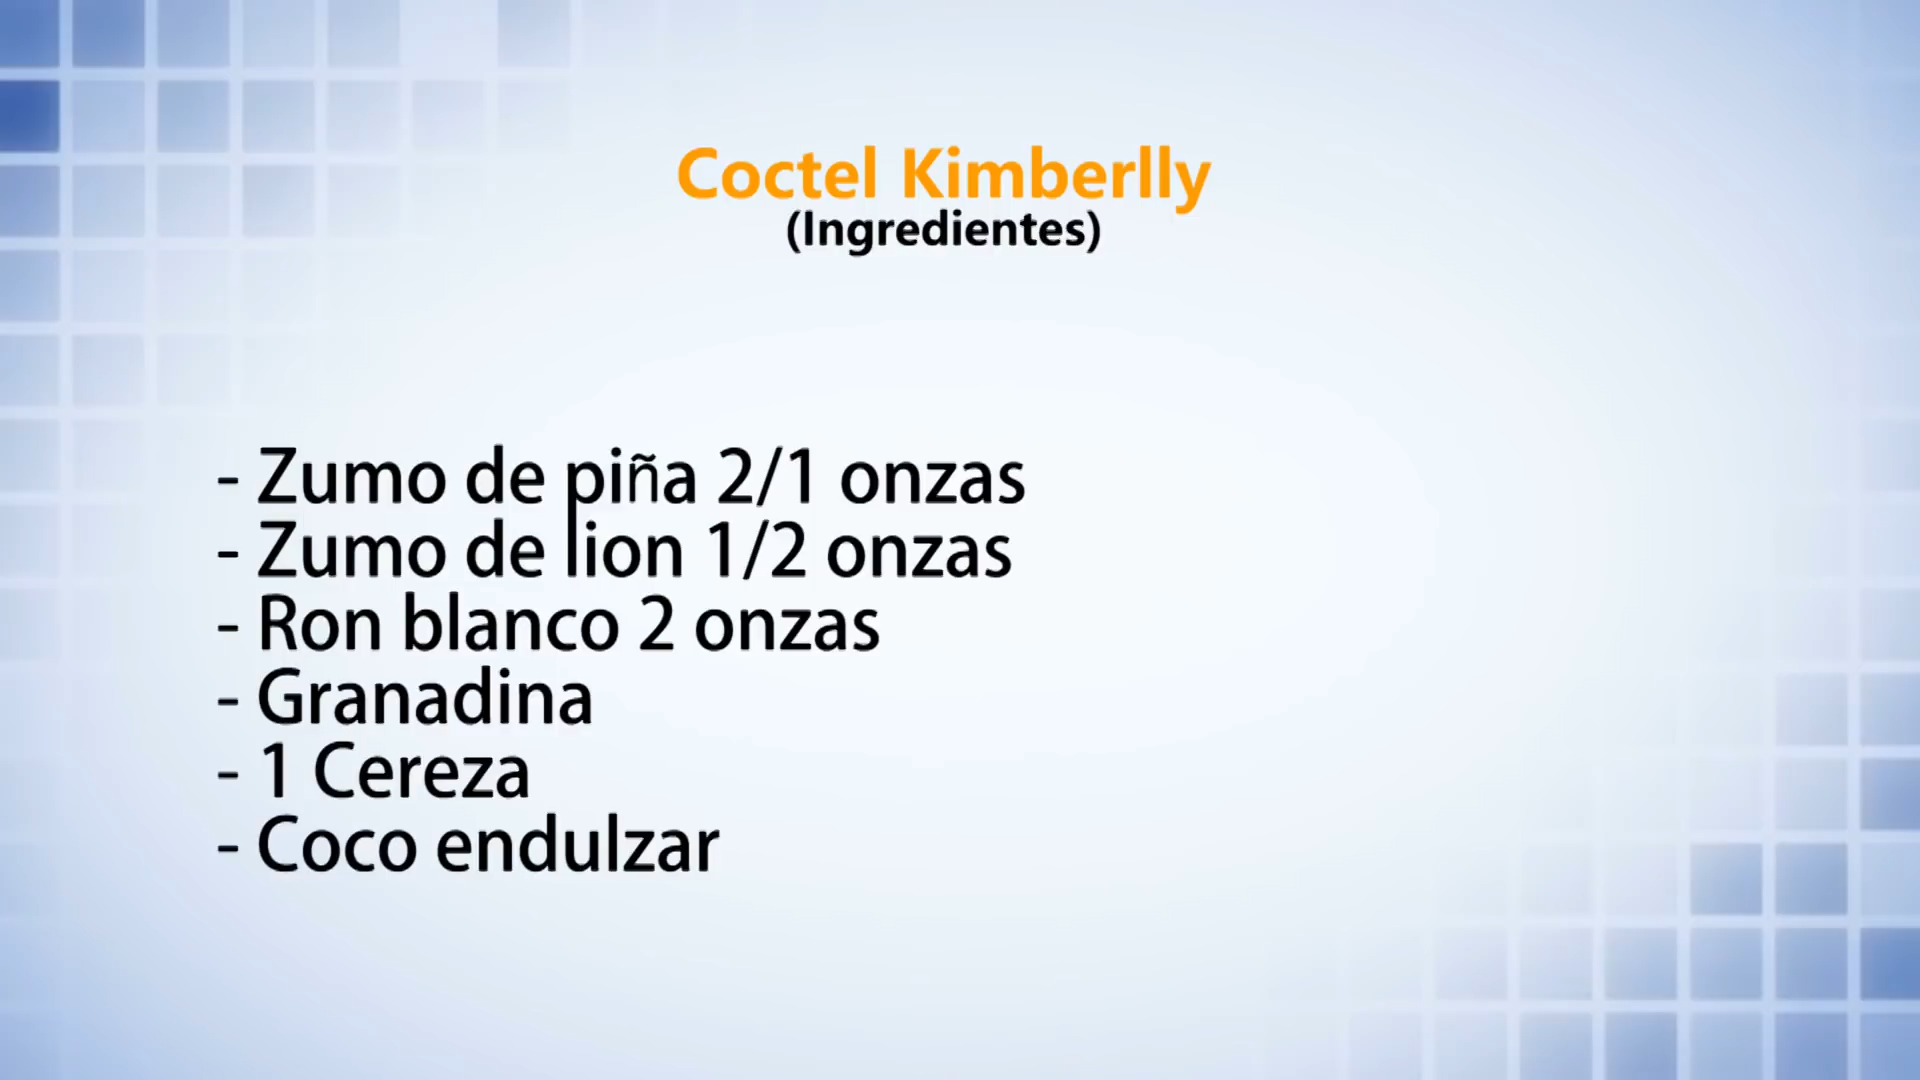 Coctel Kimberlly
(Ingredientes)
- Zumo de piña 2/1 onzas
- Zumo de lion 1/2 onzas
- Ron blanco 2 onzas
- Granadina
- 1 Cereza
- Coco endulzar